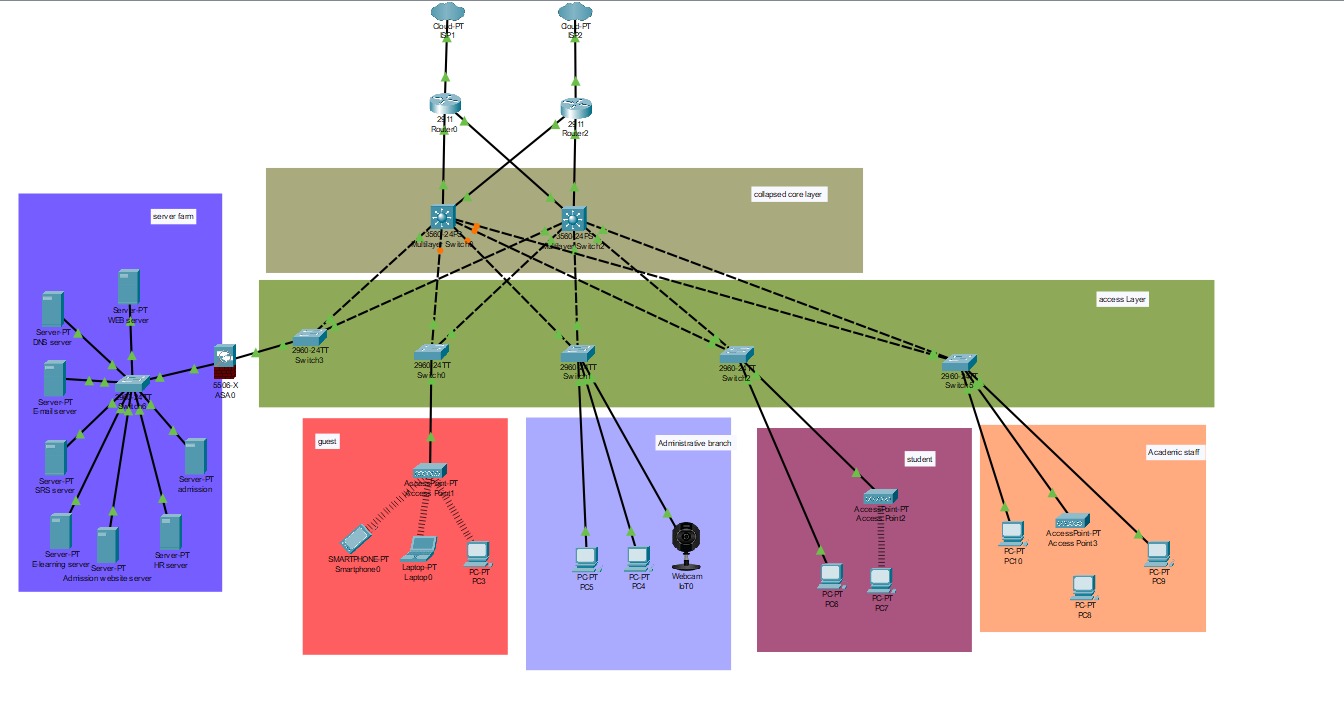 Cloud-PT
ISP1
Cloud-PT
ISP2
2911
Router0
2911
Router2
collapsed core layer
3560-24PS
Multilayer Switch0
3560-24PS
Multilayer Switch2
server farm
access Layer
Server-PT
WEB server
Server-PT
DNS server
2960-24TT
Switch3
2960-24TT
Switch0
2960-24TT
2960-24TT
Switch2
2960-24TT
5506-X
ASA0
Server-PT
E-mail server
2960-24TT
guest
Administrative branch
student
Academic staff
Server-PT
SRS server
Server-PT
admission
AccessPoint-PT
Access Point1
AccessPoint-PT
Access Point2
AccessPoint-PT
Access Point3
Server-PT
E-learning server
Server-PT
Admission website server
Server-PT
HR server
SMARTPHONE-PT
Smartphone0
Laptop-PT
Laptop0
PC-PT
PC3
PC-PT
PC5
PC-PT
PC4
Webcam
IoT0
PC-PT
PC6
PC-PT
PC7
PC-PT
PC10
PC-PT
PC8
PC-PT
PC9